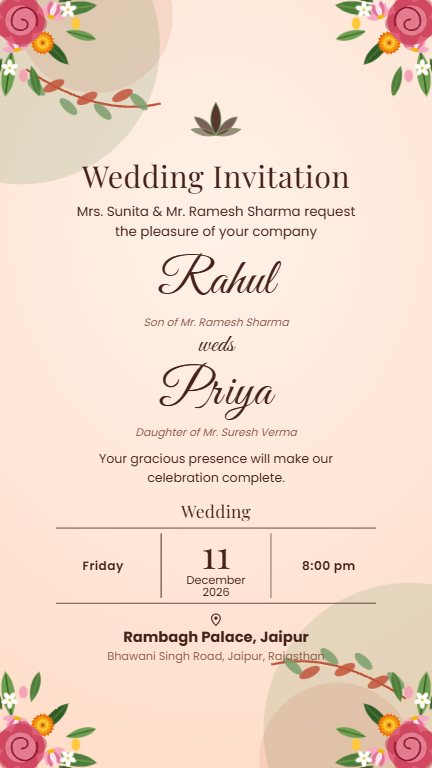 Wedding Invitation
Mrs. Sunita & Mr. Ramesh Sharma request
the pleasure of your company
Rahul
Son of Mr. Ramesh Sharma
weds
Priya
Daughter of Mr. Suresh Verma
Your gracious presence will make our
celebration complete.
Wedding
Friday
11
December
2026
8:00 pm
Rambagh Palace, Jaipur
Bhawani Singh Road, Jaipur, Rajasthan